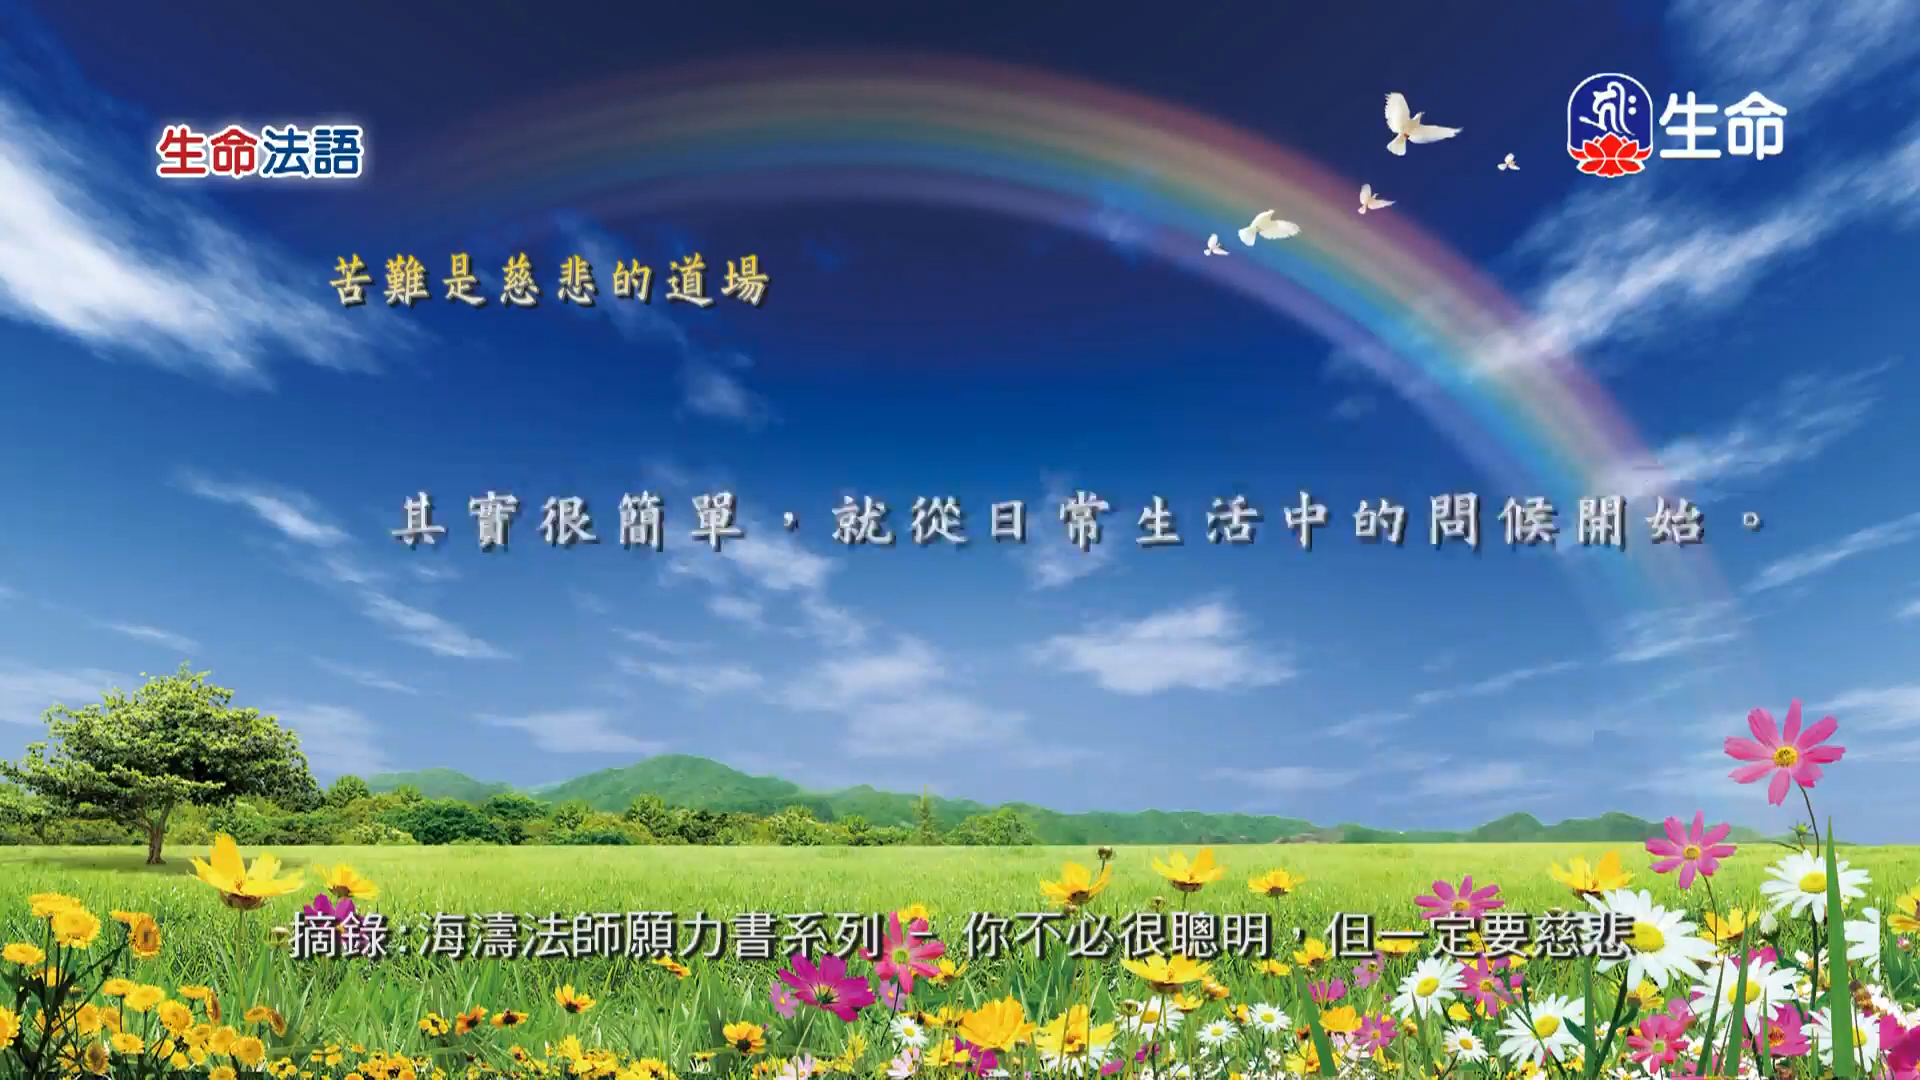 生命法語
生命
苦難是慈悲的道場
其實很簡單，就從日常生活中的問候開始。
摘錄:海濤法師願力書系列 - 你不必很聰明，但一定要慈悲